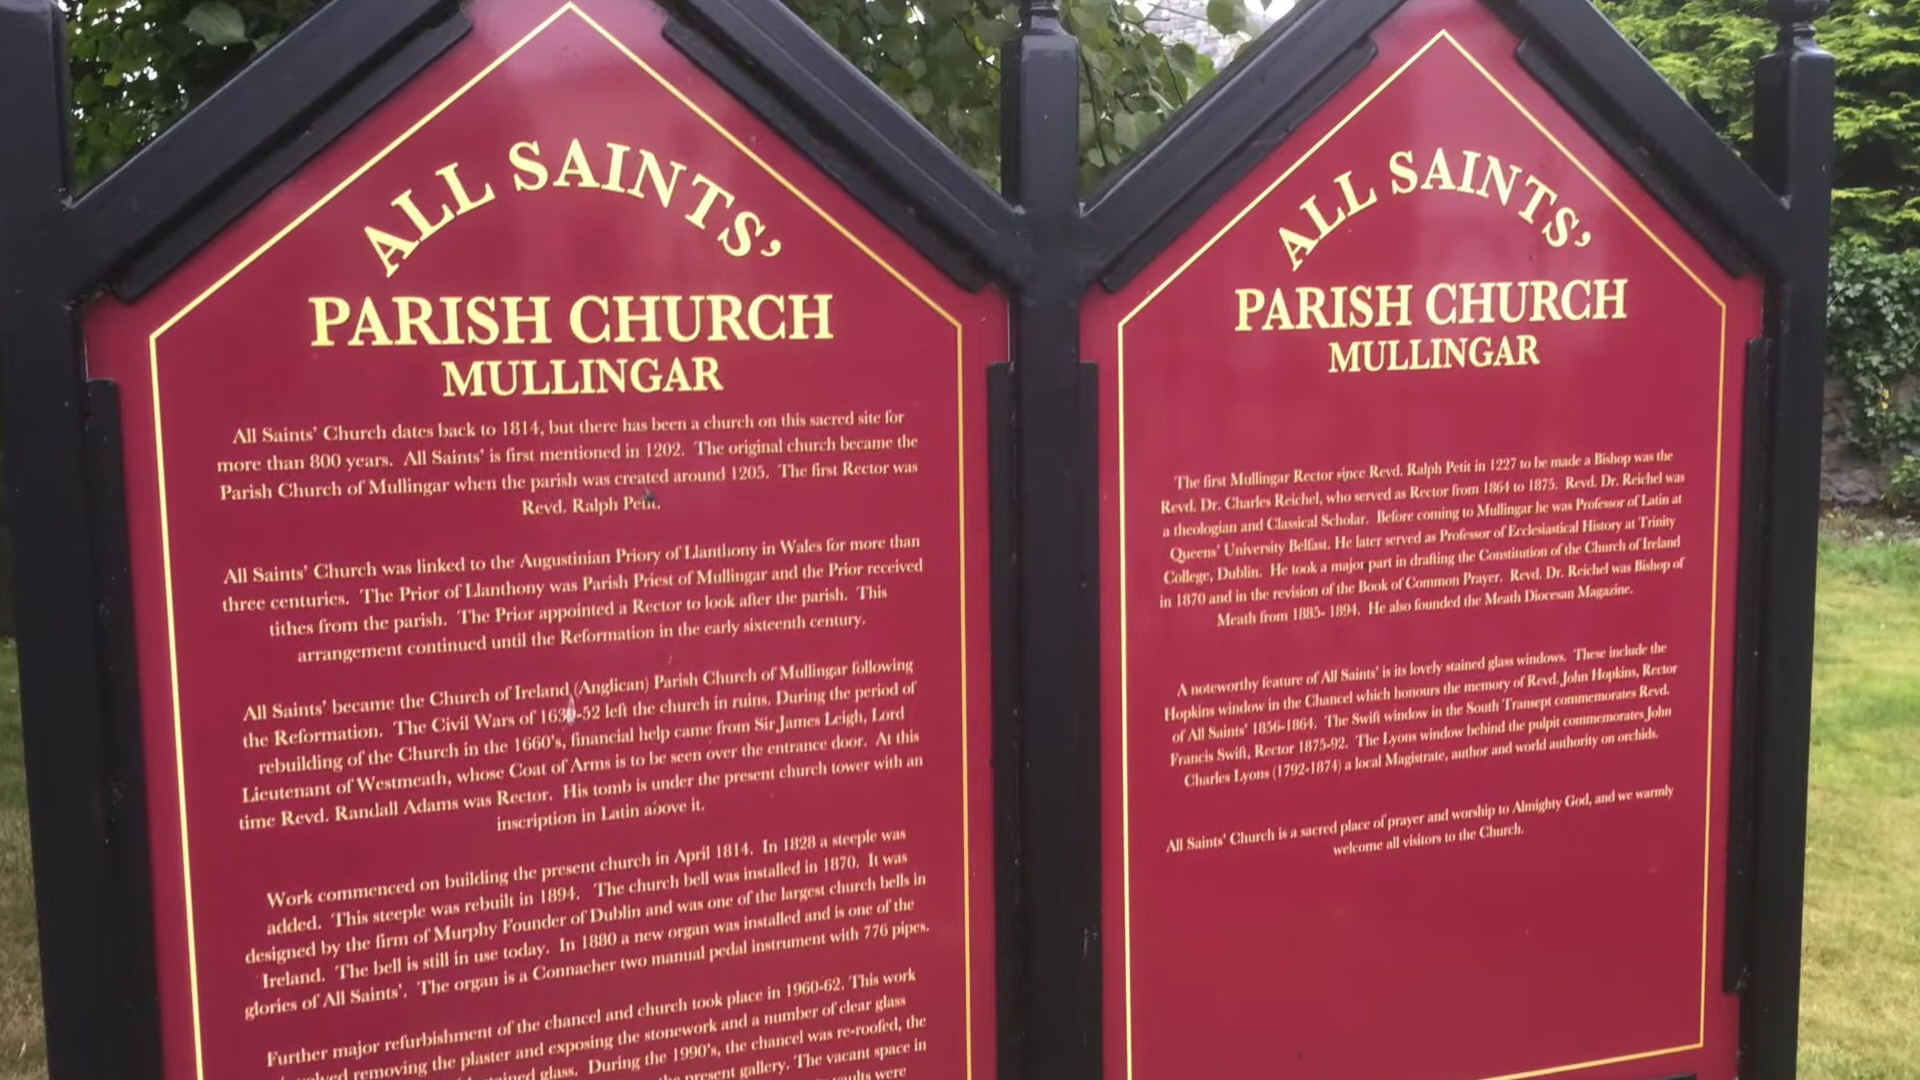 ALL SAINTS'
PARISH CHURCH
MULLINGAR
All Saints' Church dates back to 1814, but there has been a church on this sacred site for
more than 800 years. All Saints' is first mentioned in 1202. The original church became the
Parish Church of Mullingar when the parish was created around 1205. The first Rector was
Revd. Ralph Petit.
All Saints' Church was linked to the Augustinian Priory of Llanthony in Wales for more than
three centuries. The Prior of Llanthony was Parish Priest of Mullingar and the Prior received
tithes from the parish. The Prior appointed a Rector to look after the parish. This
arrangement continued until the Reformation in the early sixteenth century.
All Saints' became the Church of Ireland (Anglican) Parish Church of Mullingar following
the Reformation. The Civil Wars of left the church in ruins. During the period of
rebuilding of the Church in the 1660's, financial help came from Sir James Leigh, Lord
Lieutenant of Westmeath, whose Coat of Arms is to be seen over the entrance door. At this
time Revd. Randall Adams was Rector. His tomb is under the present church tower with an
inscription in Latin above it.
Work commenced on building the present church in April 1814. In 1828 a steeple was
added. This steeple was rebuilt in 1894. The church bell was installed in 1870. It was
designed by the firm of Murphy Founder of Dublin and was one of the largest church bells in
Ireland. The bell is still in use today. In 1880 a new organ was installed and is one of the
glories of All Saints'. The organ is a Connacher two manual pedal instrument with 776 pipes.
Further major refurbishment of the chancel and church took place in 1960-62. This work
removing the plaster and exposing the stonework and a number of clear glass
glass. During the 1990's, the chancel was re-roofed, the
present gallery. The vacant space in
were
ALL SAINTS'
PARISH CHURCH
MULLINGAR
The first Mullingar Rector since Revd. Ralph Petit in 1227 to be made a Bishop was the
Revd. Dr. Charles Reichel, who served as Rector from 1864 to 1875. Revd. Dr. Reichel was
a theologian and Classical Scholar. Before coming to Mullingar he was Professor of Latin at
Queens' University Belfast. He later served as Professor of Ecclesiastical History at Trinity
College, Dublin. He took a major part in drafting the Constitution of the Church of Ireland
in 1870 and in the revision of the Book of Common Prayer. Revd. Dr. Reichel was Bishop of
Meath from 1885- 1894. He also founded the Meath Diocesan Magazine.
A noteworthy feature of All Saints' is its lovely stained glass windows. These include the
Hopkins window in the Chancel which honours the memory of Revd. John Hopkins, Rector
of All Saints' 1856-1864. The Swift window in the South Transept commemorates Revd.
Francis Swift, Rector 1875-92. The Lyons window behind the pulpit commemorates John
Charles Lyons (1792-1874) a local Magistrate, author and world authority on orchids.
All Saints' Church is a sacred place of prayer and worship to Almighty God, and we warmly
welcome all visitors to the Church.